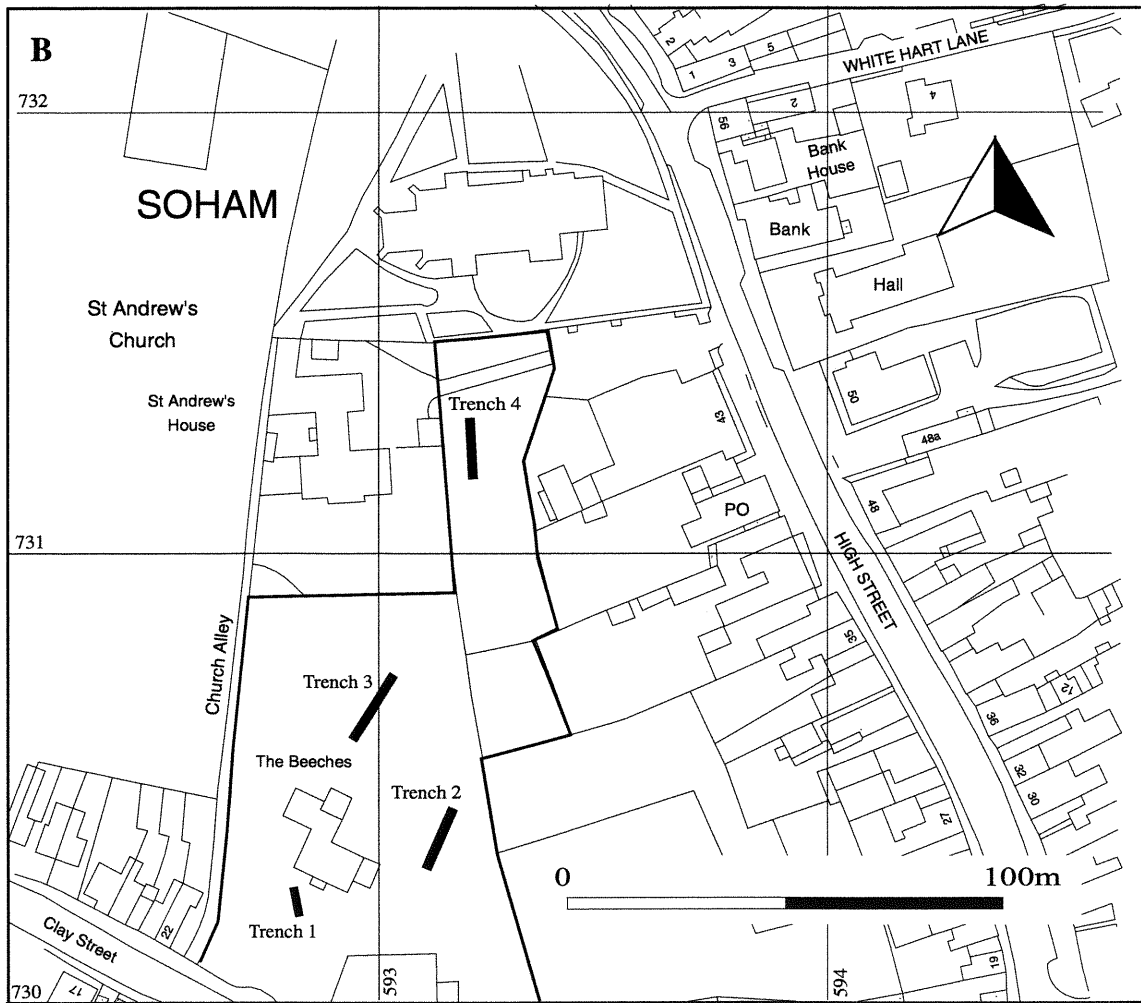 B
2
1
3
5
WHITE HART LANE
732
56
2
4
Bank
House
SOHAM
Bank
Hall
St Andrew's
Church
St Andrew's
House
Trench 4
43
50
48a
48
PO
731
HIGH STREET
Church Alley
35
Trench 3
12
36
The Beeches
32
30
Trench 2
27
0
100m
22
Trench 1
Clay Street
19
17
730
593
594